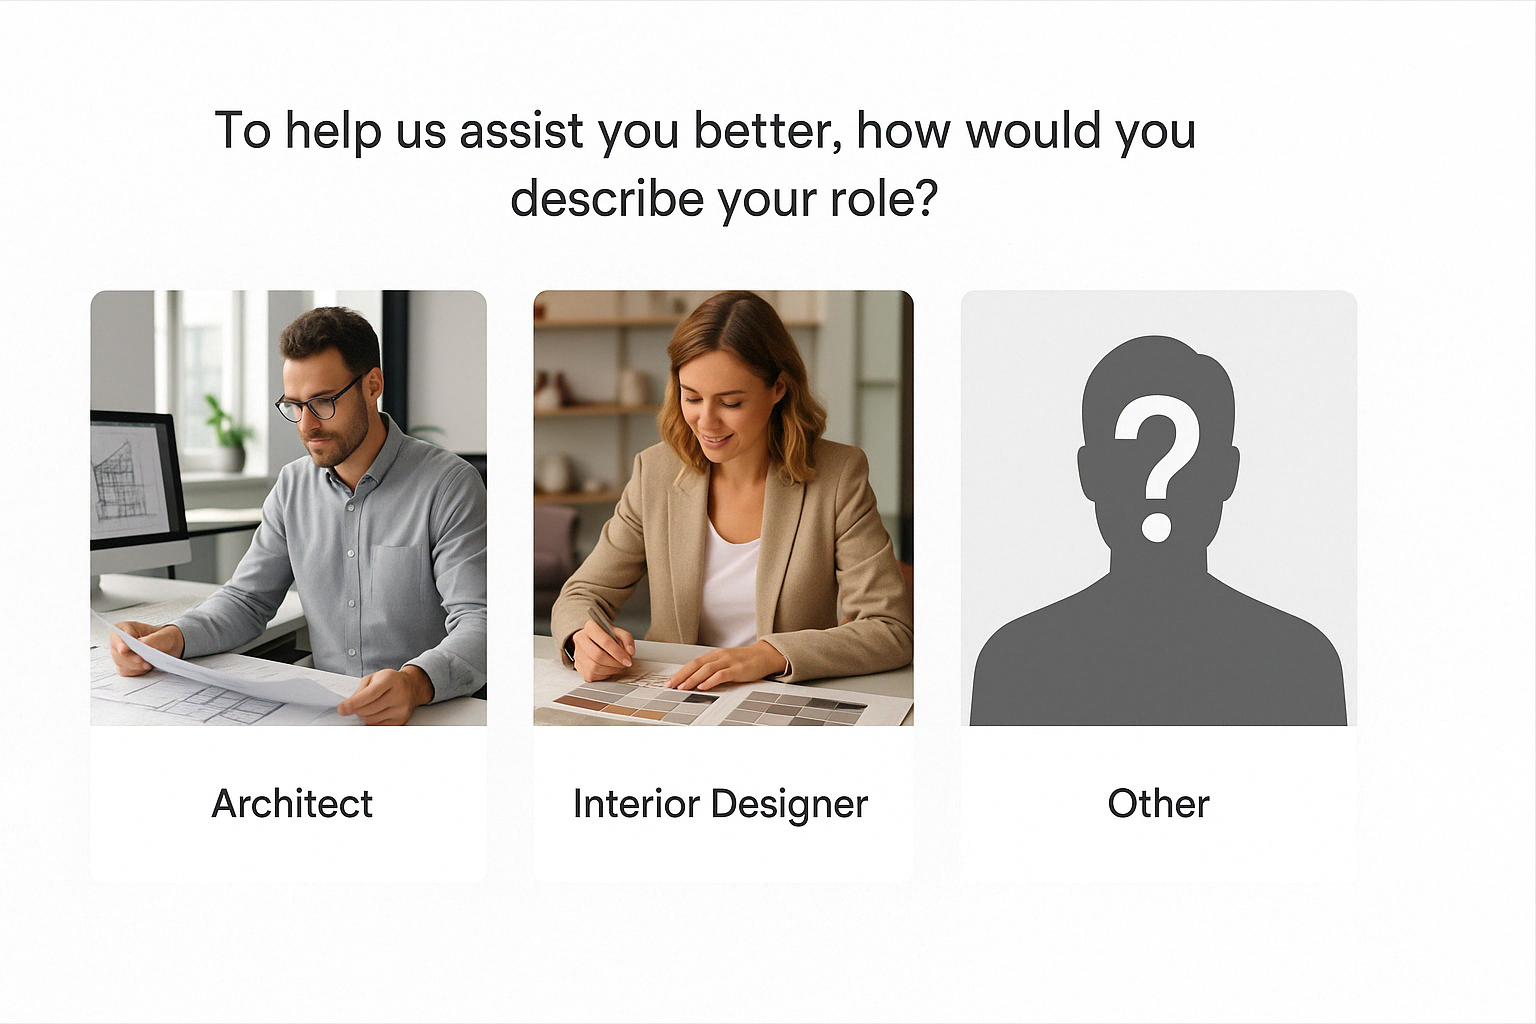 To help us assist you better, how would you
describe your role?
Architect
Interior Designer
?
Other